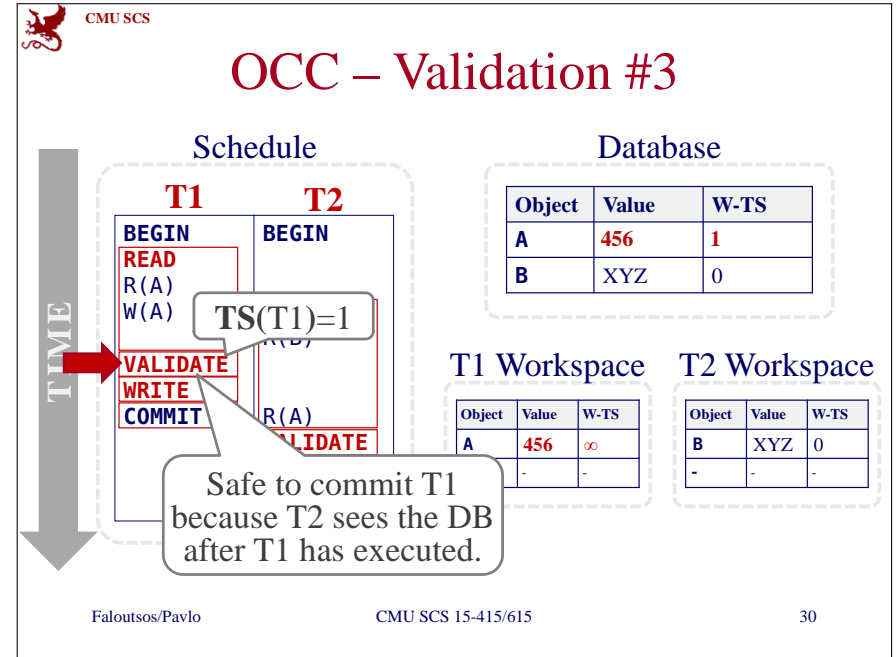 CMU SCS
OCC – Validation #3
Schedule
Database
TIME
T1 T2
BEGIN BEGIN
READ
R(A)
W(A)
TS(T1)=1
VALIDATE
WRITE
COMMIT R(A)
Safe to commit T1
because T2 sees the DB
after T1 has executed.
Object Value W-TS
A 456 1
B XYZ 0
T1 Workspace T2 Workspace
Object Value W-TS
A 456 ∞
- -
Object Value W-TS
B XYZ 0
- - -
Faloutsos/Pavlo CMU SCS 15-415/615 30